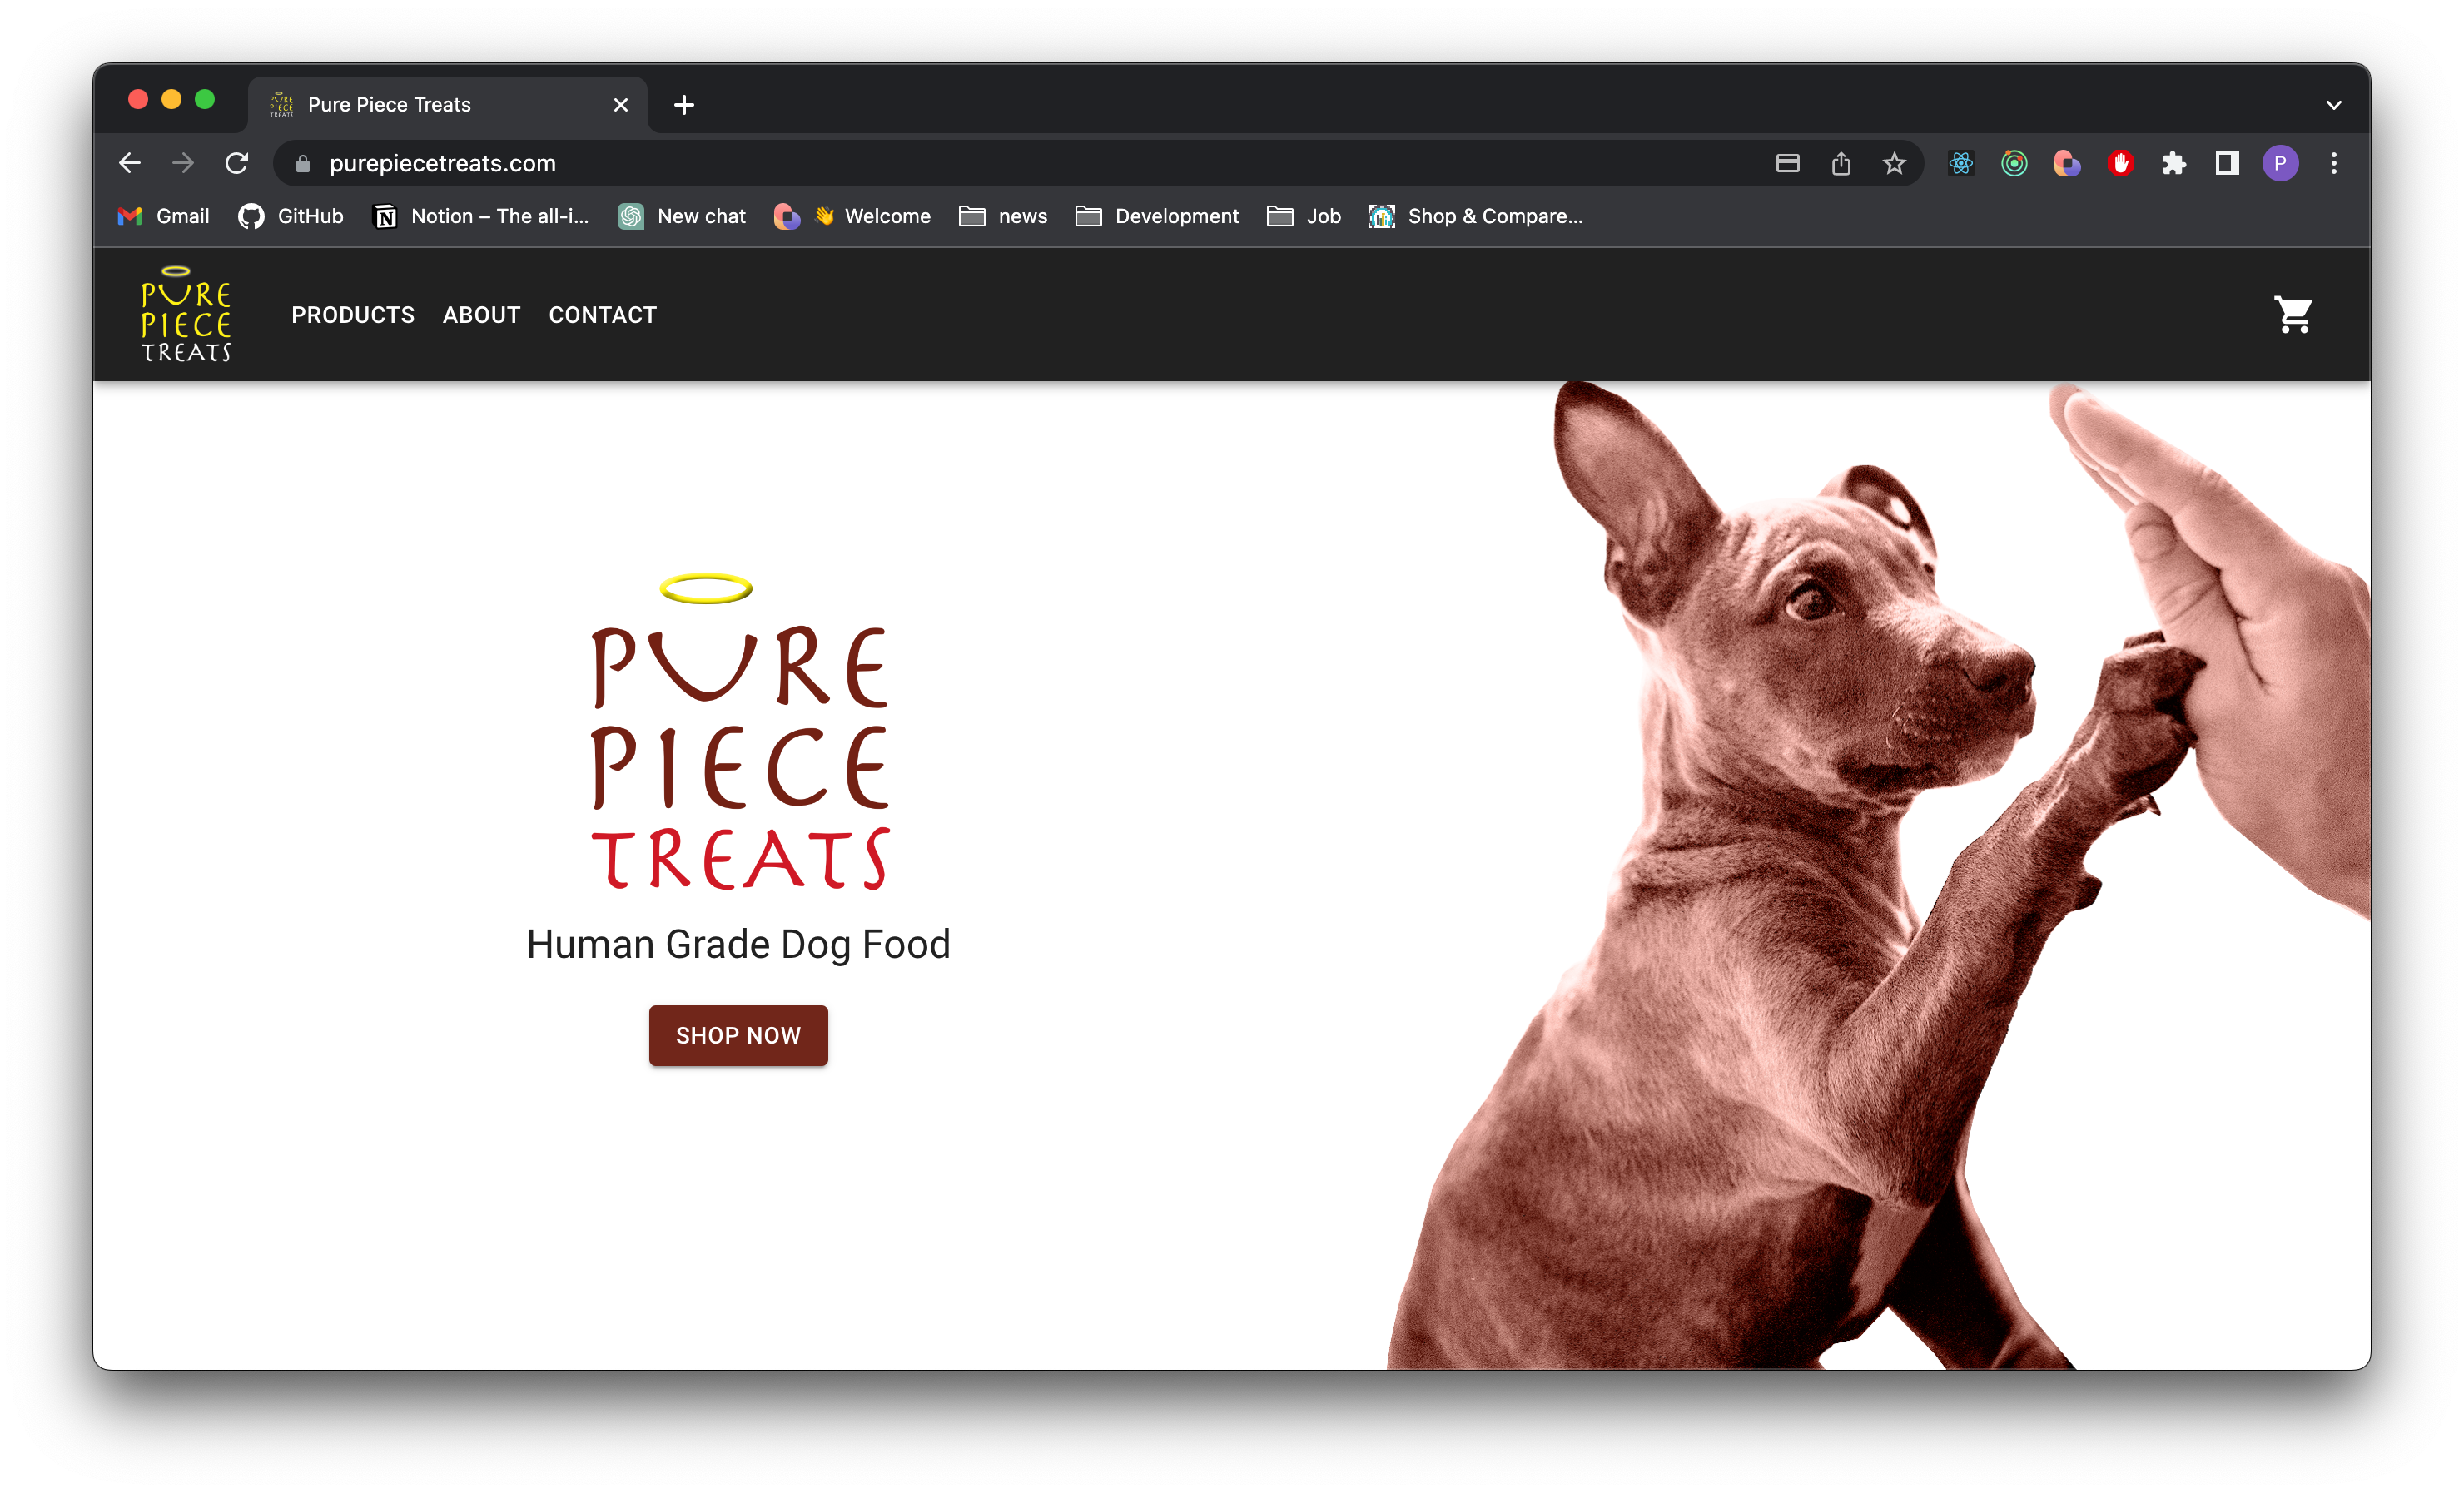 Pure Piece Treats
purepiecetreats.com
P
Gmail GitHub Notion – The all-i... New chat 👋 Welcome news Development Job Shop & Compare...
PURE
PIECE
TREATS
PRODUCTS ABOUT CONTACT
PURE
PIECE
TREATS
Human Grade Dog Food
SHOP NOW